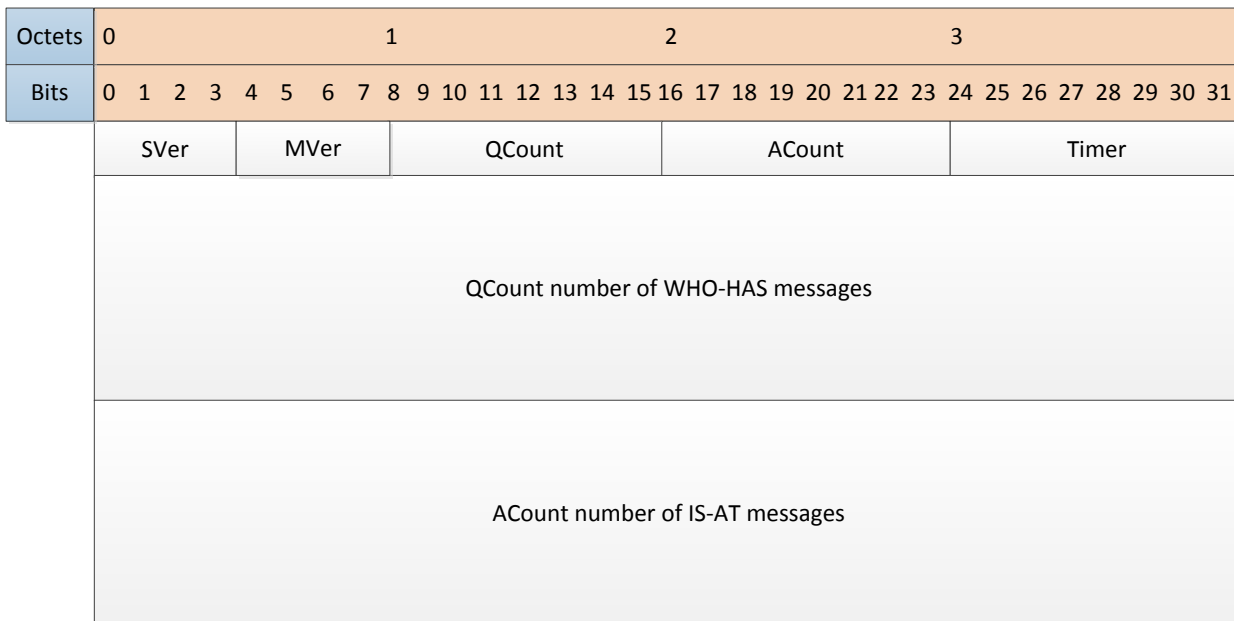 Octets 0 1 2 3
Bits 0 1 2 3 4 5 6 7 8 9 10 11 12 13 14 15 16 17 18 19 20 21 22 23 24 25 26 27 28 29 30 31
SVer MVer QCount ACount Timer
QCount number of WHO-HAS messages
ACount number of IS-AT messages